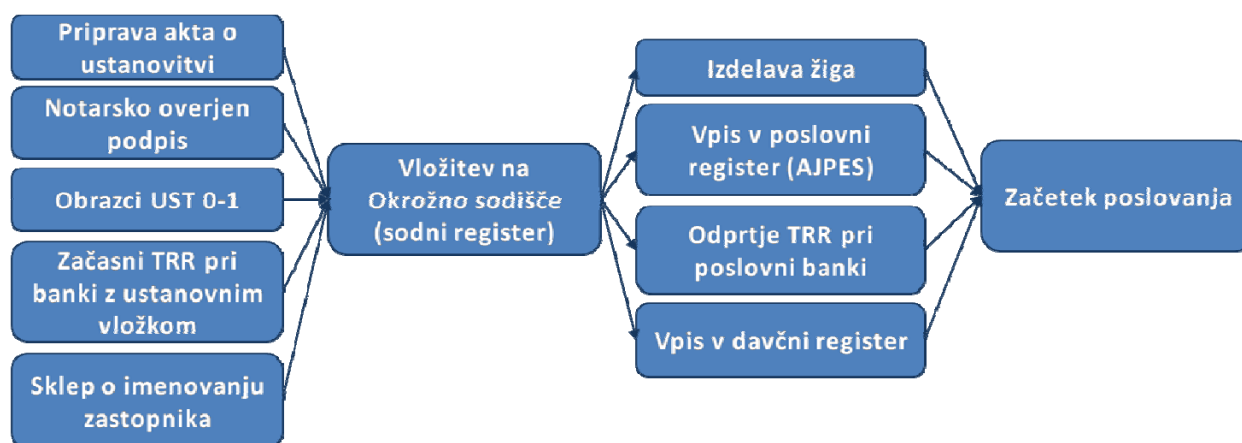 Priprava akta o
ustanovitvi
Notarsko overjen
podpis
Obrazci UST 0-1
Začasni TRR pri
banki z ustanovnim
vložkom
Sklep o imenovanju
zastopnika
Vložitev na
Okrožno sodišče
(sodni register)
Izdelava žiga
Vpis v poslovni
register (AJPES)
Odprtje TRR pri
poslovni banki
Vpis v davčni register
Začetek poslovanja